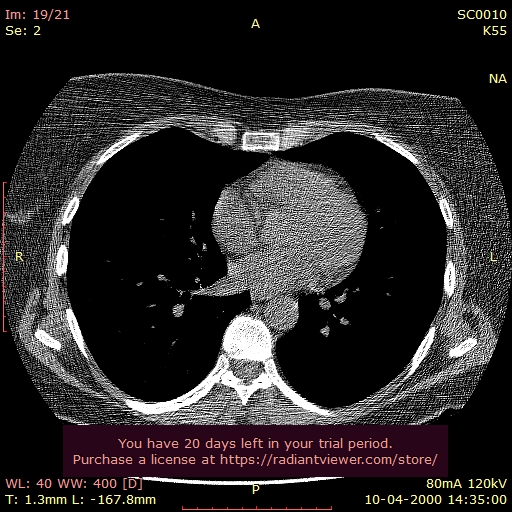 Im: 19/21
Se: 2
A
SC0010
K55
NA
R
L
You have 20 days left in your trial period.
Purchase a license at https://radiantviewer.com/store/
WL: 40 WW: 400 [D]
T: 1.3mm L: -167.8mm
P
80mA 120kV
10-04-2000 14:35:00